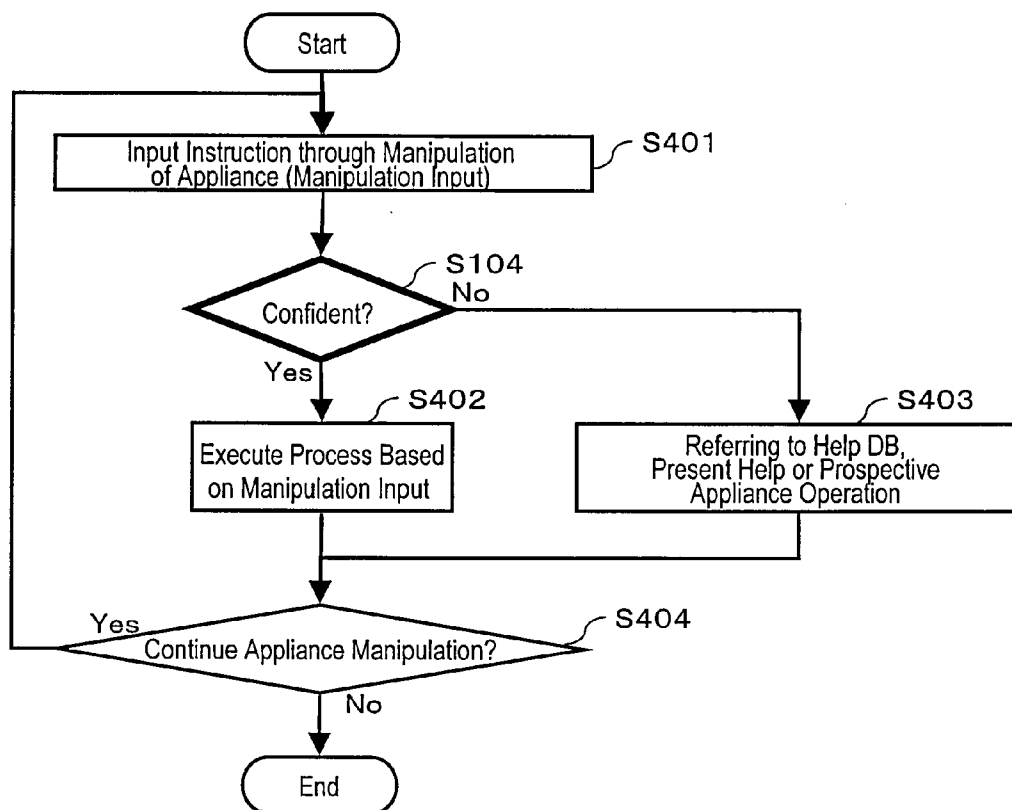 Start
Input Instruction through Manipulation
of Appliance (Manipulation Input)
S401
S104
Confident?
No
Yes
S402
Execute Process Based
on Manipulation Input
S403
Referring to Help DB,
Present Help or Prospective
Appliance Operation
Yes
Continue Appliance Manipulation?
S404
No
End